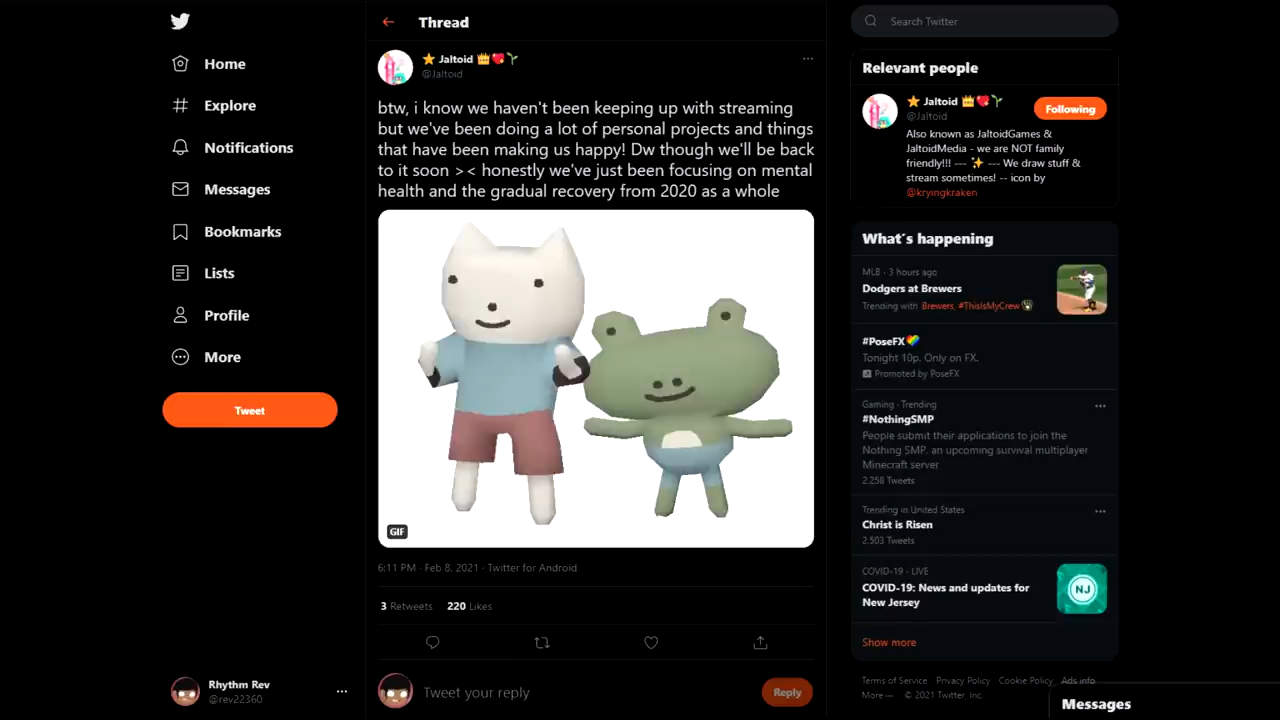 Home
Explore
Notifications
Messages
Bookmarks
Lists
Profile
More
Tweet
Rhythm Rev
@rev22360
Thread
Jaltoid
@Jaltoid
btw, i know we haven't been keeping up with streaming
but we've been doing a lot of personal projects and things
that have been making us happy! Dw though we'll be back
to it soon >< honestly we've just been focusing on mental
health and the gradual recovery from 2020 as a whole
GIF
6:11 PM · Feb 8, 2021 · Twitter for Android
3 Retweets 220 Likes
Tweet your reply
Reply
Search Twitter
Relevant people
Jaltoid
@Jaltoid
Following
Also known as JaltoidGames &
JaltoidMedia - we are NOT family
friendly!!! --- ✨ --- We draw stuff &
stream sometimes! -- icon by
@kryingkraken
What's happening
MLB · 3 hours ago
Dodgers at Brewers
Trending with Brewers, #ThisIsMyCrew
#PoseFX
Tonight 10p. Only on FX.
Promoted by PoseFX
Gaming · Trending
#NothingSMP
People submit their applications to join the
Nothing SMP, an upcoming survival multiplayer
Minecraft server
2,258 Tweets
Trending in United States
Christ is Risen
2,503 Tweets
COVID-19 · LIVE
COVID-19: News and updates for
New Jersey
NJ
Show more
Terms of Service Privacy Policy Cookie Policy Ads info
More ··· © 2021 Twitter, Inc.
Messages